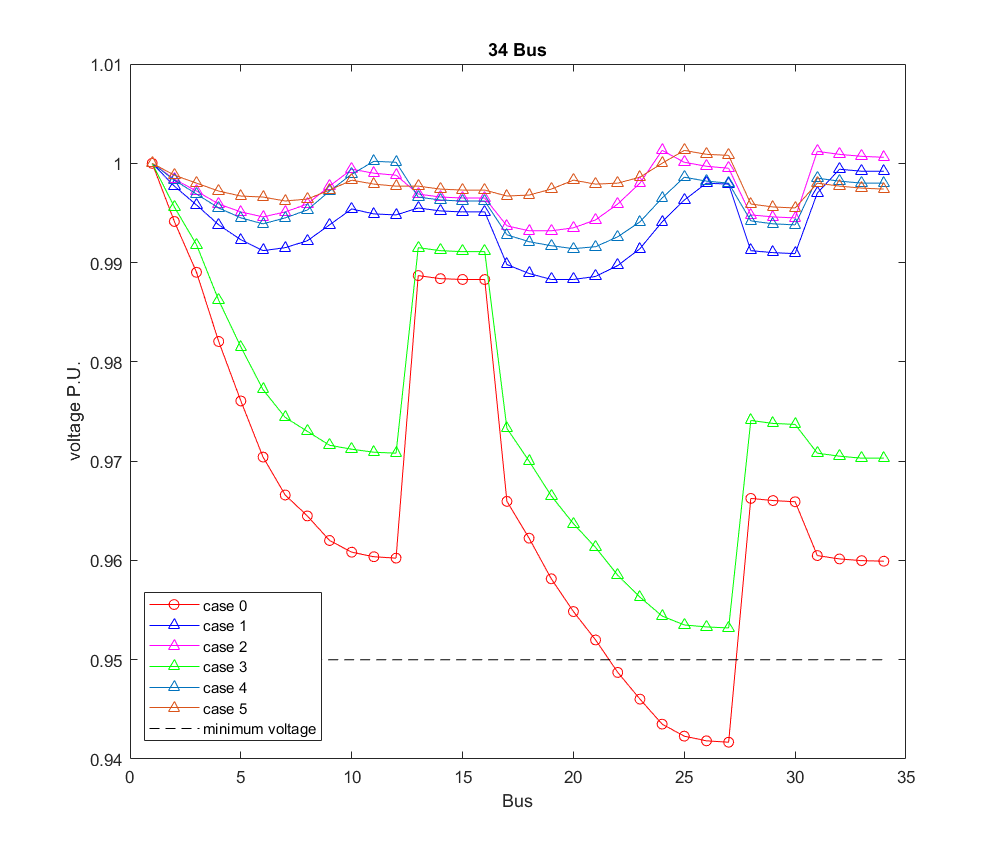 34 Bus
1.01
1
0.99
0.98
0.97
0.96
0.95
0.94
voltage P.U.
case 0
case 1
case 2
case 3
case 4
case 5
minimum voltage
0 5 10 15 20 25 30 35
Bus